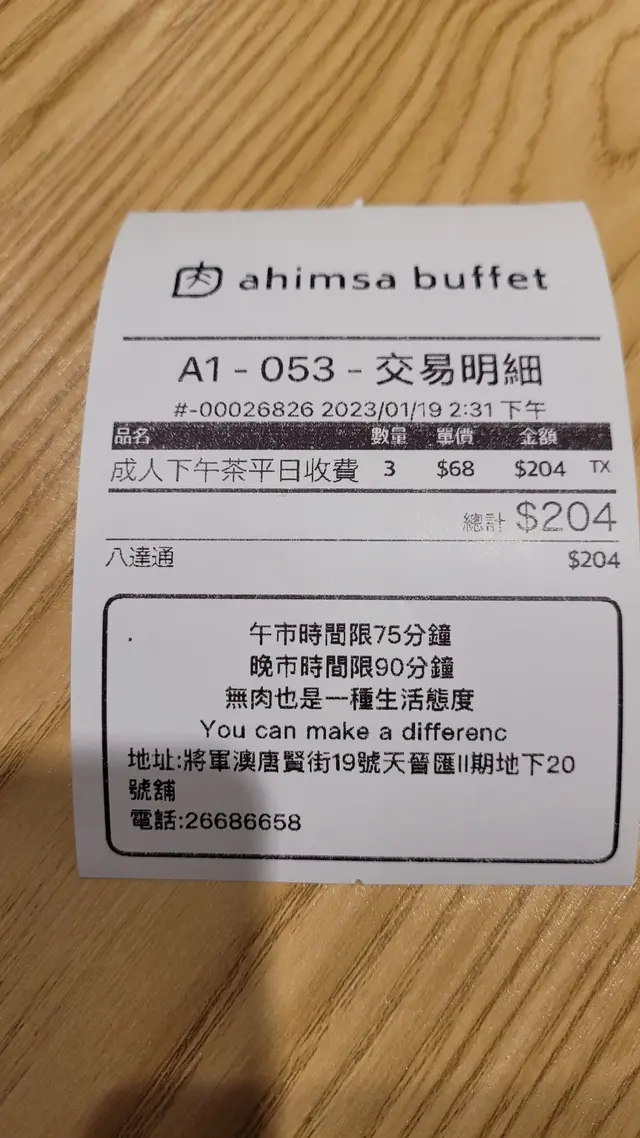 肉 ahimsa buffet
A1 - 053 - 交易明細
#-00026826 2023/01/19 2:31 下午
品名 數量 單價 金額
成人下午茶平日收費 3 $68 $204 TX
總計 $204
八達通 $204
午市時間限75分鐘
晚市時間限90分鐘
無肉也是一種生活態度
You can make a differenc
地址:將軍澳唐賢街19號天晉匯II期地下20
號舖
電話:26686658